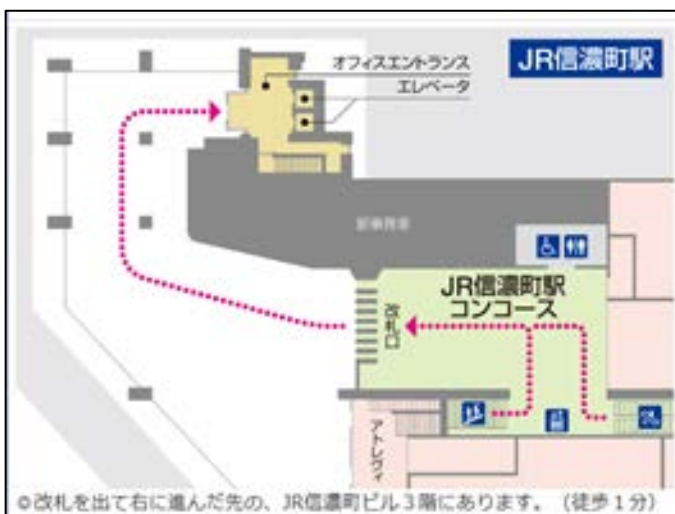 JR信濃町駅
オフィスエントランス
エレベータ
JR信濃町駅
コンコース
改札口
アトレヴィ
◎改札を出て右に進んだ先の、JR信濃町ビル3階にあります。（徒歩1分）